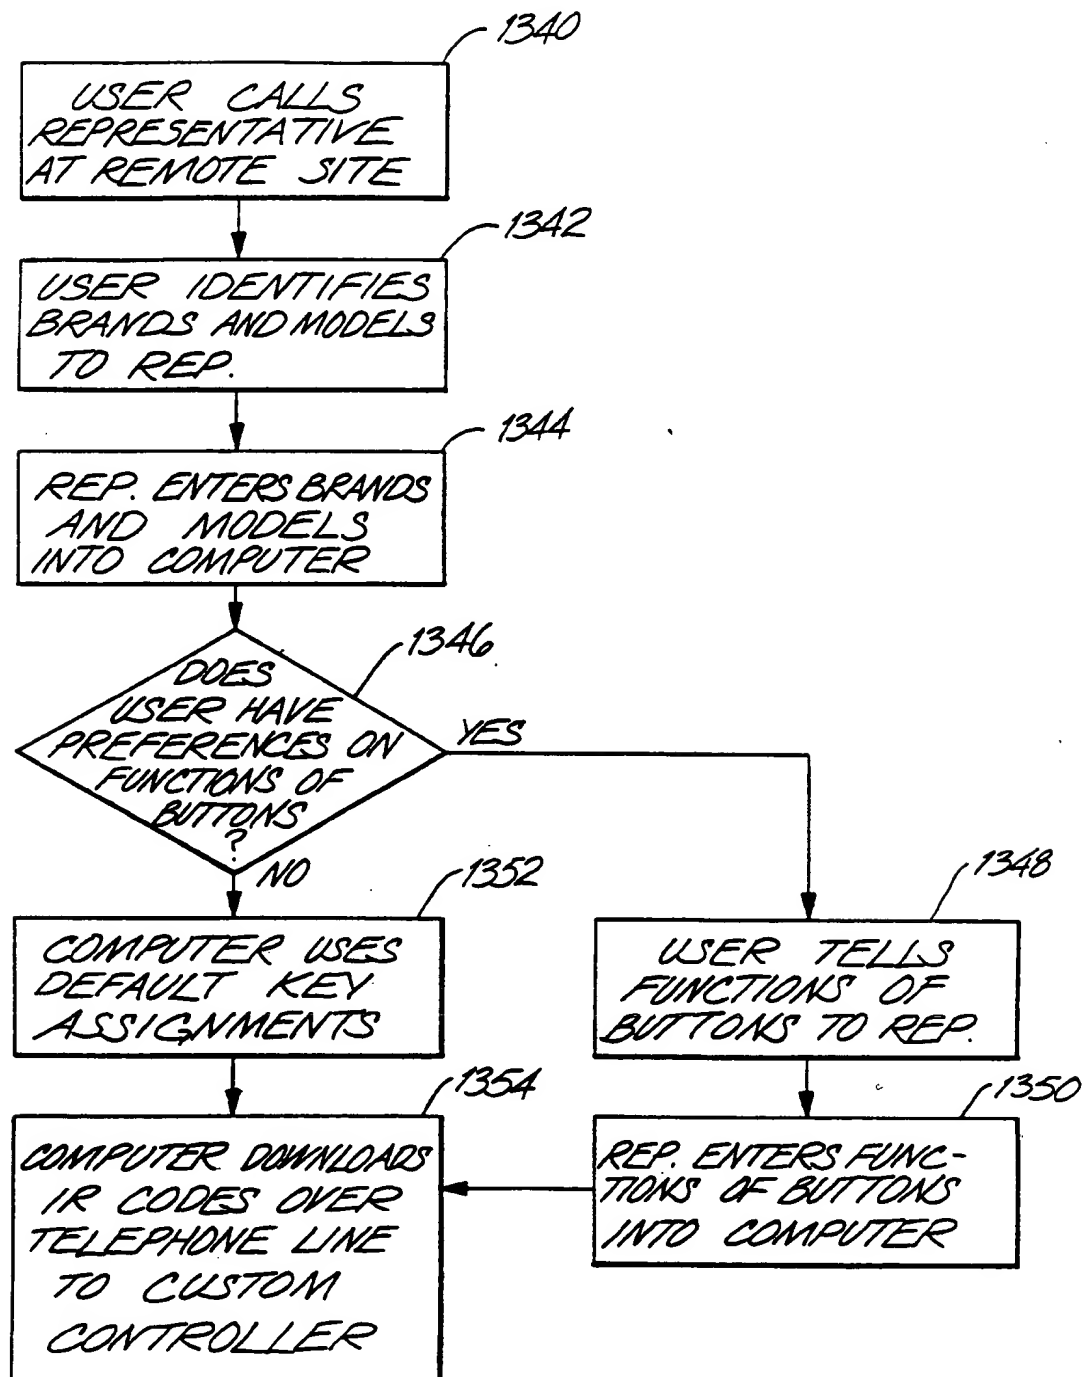 1340
USER CALLS
REPRESENTATIVE
AT REMOTE SITE
1342
USER IDENTIFIES
BRANDS AND MODELS
TO REP.
1344
REP. ENTERS BRANDS
AND MODELS
INTO COMPUTER
1346
DOES
USER HAVE
PREFERENCES ON
FUNCTIONS OF
BUTTONS
?
YES
NO
1352
COMPUTER USES
DEFAULT KEY
ASSIGNMENTS
1348
USER TELLS
FUNCTIONS OF
BUTTONS TO REP.
1350
REP. ENTERS FUNC-
TIONS OF BUTTONS
INTO COMPUTER
1354
COMPUTER DOWNLOADS
IR CODES OVER
TELEPHONE LINE
TO CUSTOM
CONTROLLER